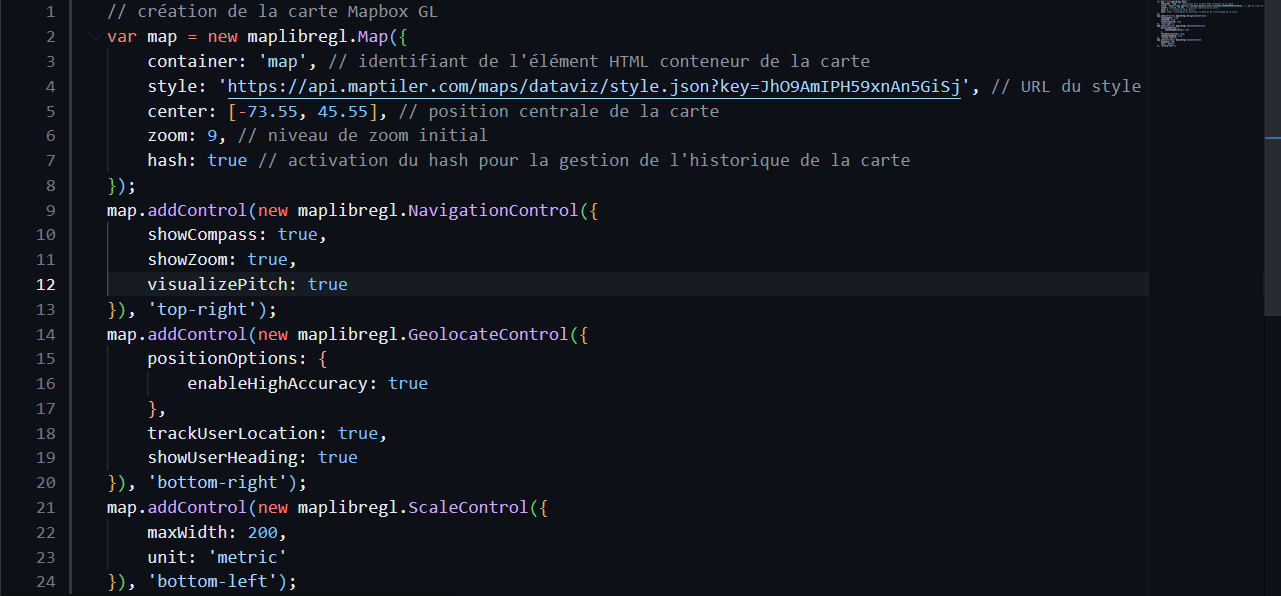 1 // création de la carte Mapbox GL
2 var map = new maplibregl.Map({
3 container: 'map', // identifiant de l'élément HTML conteneur de la carte
4 style: 'https://api.maptiler.com/maps/dataviz/style.json?key=JhO9AmIPH59xnAn5GiSj', // URL du style
5 center: [-73.55, 45.55], // position centrale de la carte
6 zoom: 9, // niveau de zoom initial
7 hash: true // activation du hash pour la gestion de l'historique de la carte
8 });
9 map.addControl(new maplibregl.NavigationControl({
10 showCompass: true,
11 showZoom: true,
12 visualizePitch: true
13 }), 'top-right');
14 map.addControl(new maplibregl.GeolocateControl({
15 positionOptions: {
16 enableHighAccuracy: true
17 },
18 trackUserLocation: true,
19 showUserHeading: true
20 }), 'bottom-right');
21 map.addControl(new maplibregl.ScaleControl({
22 maxWidth: 200,
23 unit: 'metric'
24 }), 'bottom-left');